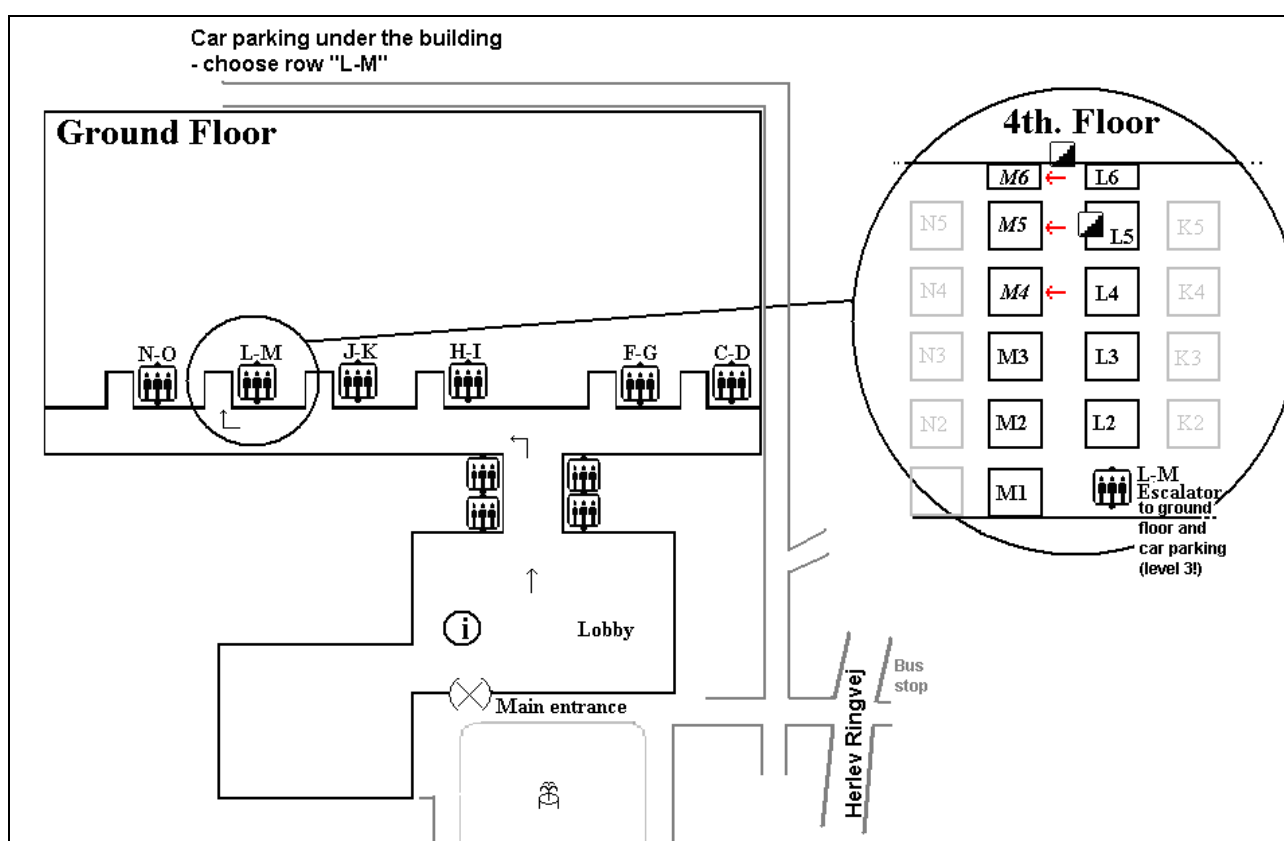 Car parking under the building
- choose row "L-M"
Ground Floor
N-O
L-M
J-K
H-I
F-G
C-D
i
Lobby
Main entrance
Herlev Ringvej
Bus
stop
4th. Floor
M6
L6
N5
M5
L5
K5
N4
M4
L4
K4
N3
M3
L3
K3
N2
M2
L2
K2
M1
L-M
Escalator
to ground
floor and
car parking
(level 3!)